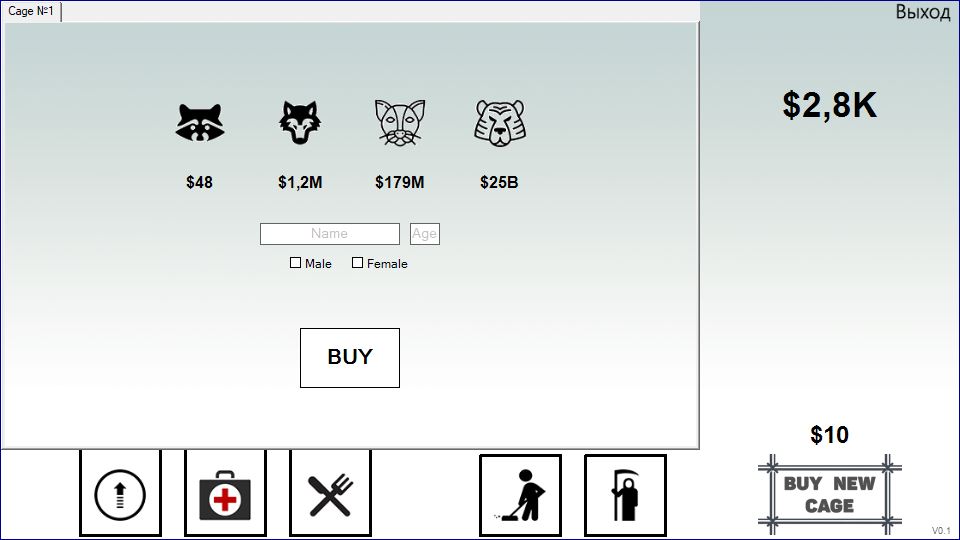 Cage №1
Выход
$2,8K
$48 $1,2M $179M $25B
Name Age
Male Female
BUY
$10
BUY NEW
CAGE
V0.1